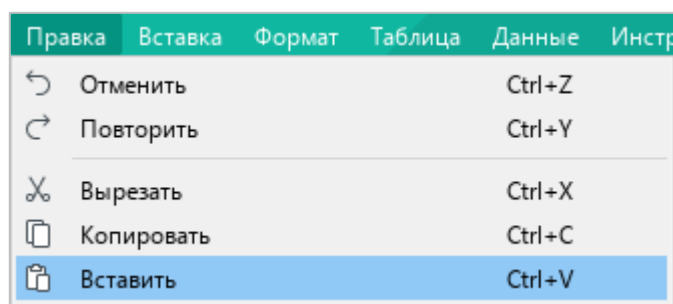 Правка Вставка Формат Таблица Данные
Отменить Ctrl+Z
Повторить Ctrl+Y
Вырезать Ctrl+X
Копировать Ctrl+C
Вставить Ctrl+V